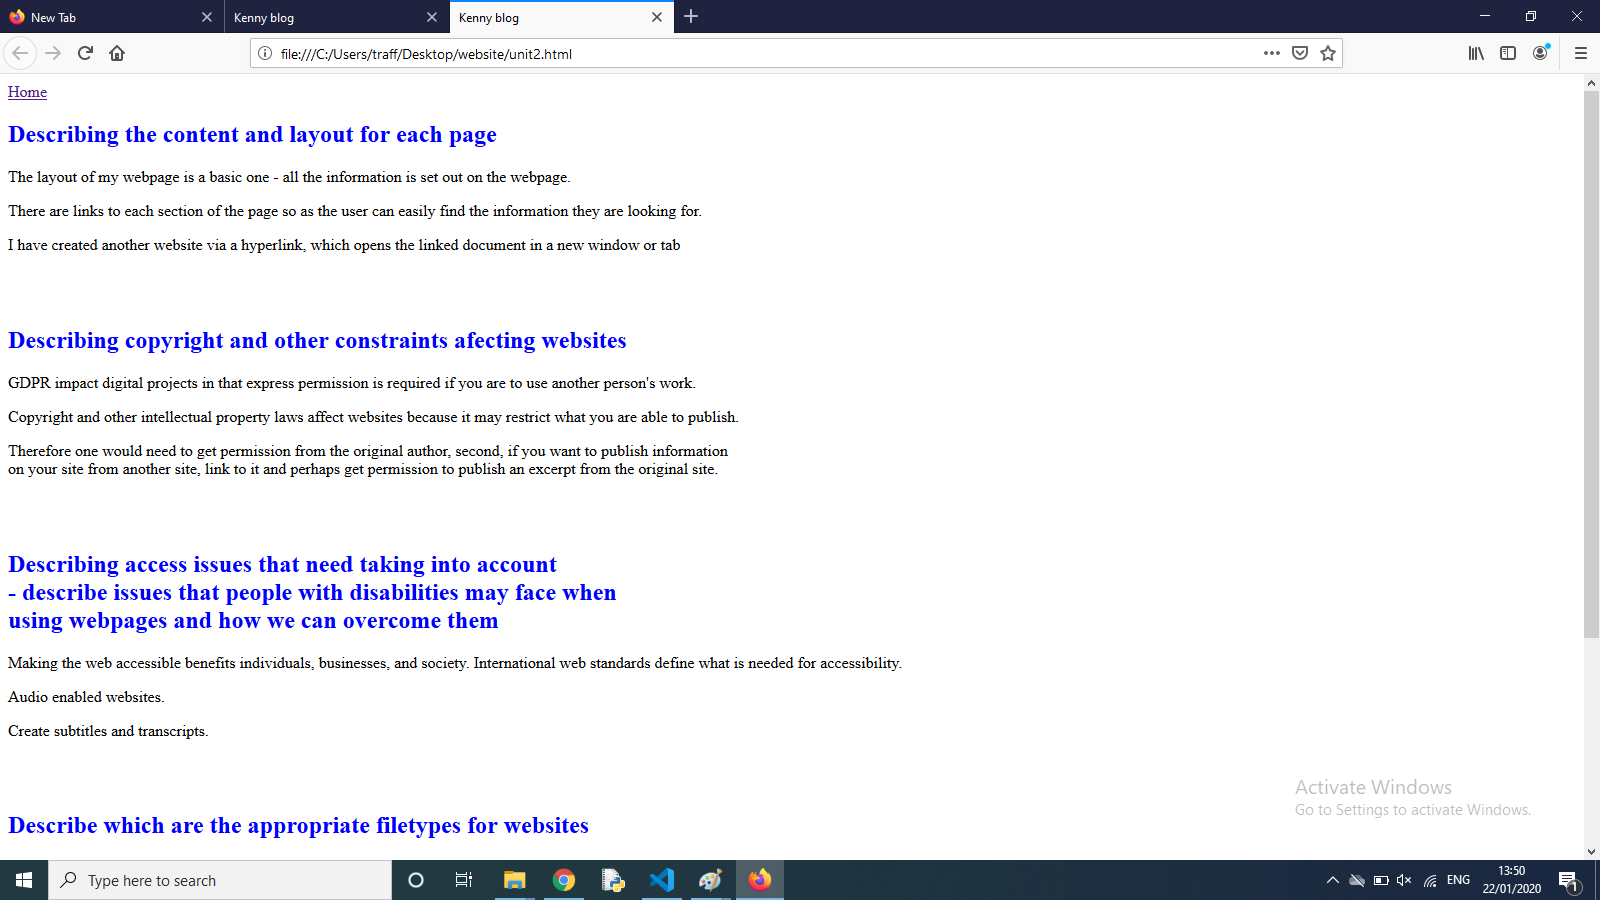 New Tab
Kenny blog
Kenny blog
file:///C:/Users/traff/Desktop/website/unit2.html
Home
Describing the content and layout for each page
The layout of my webpage is a basic one - all the information is set out on the webpage.
There are links to each section of the page so as the user can easily find the information they are looking for.
I have created another website via a hyperlink, which opens the linked document in a new window or tab
Describing copyright and other constraints afecting websites
GDPR impact digital projects in that express permission is required if you are to use another person's work.
Copyright and other intellectual property laws affect websites because it may restrict what you are able to publish.
Therefore one would need to get permission from the original author, second, if you want to publish information
on your site from another site, link to it and perhaps get permission to publish an excerpt from the original site.
Describing access issues that need taking into account
- describe issues that people with disabilities may face when
using webpages and how we can overcome them
Making the web accessible benefits individuals, businesses, and society. International web standards define what is needed for accessibility.
Audio enabled websites.
Create subtitles and transcripts.
Activate Windows
Go to Settings to activate Windows.
Describe which are the appropriate filetypes for websites
Type here to search
ENG
13:50
22/01/2020
1